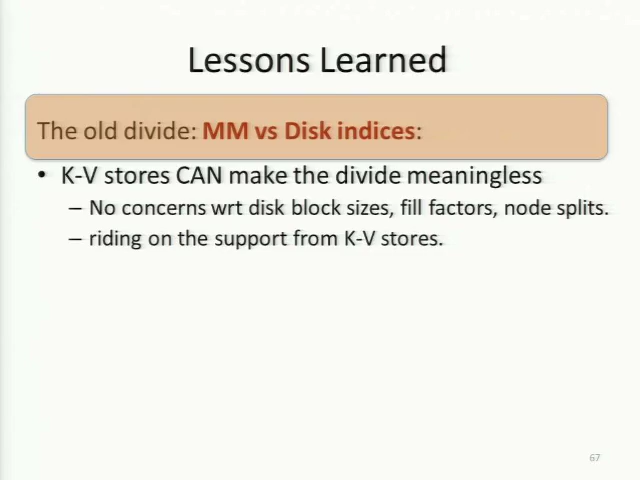 Lessons Learned
The old divide: MM vs Disk indices:
• K-V stores CAN make the divide meaningless
– No concerns wrt disk block sizes, fill factors, node splits.
– riding on the support from K-V stores.
67